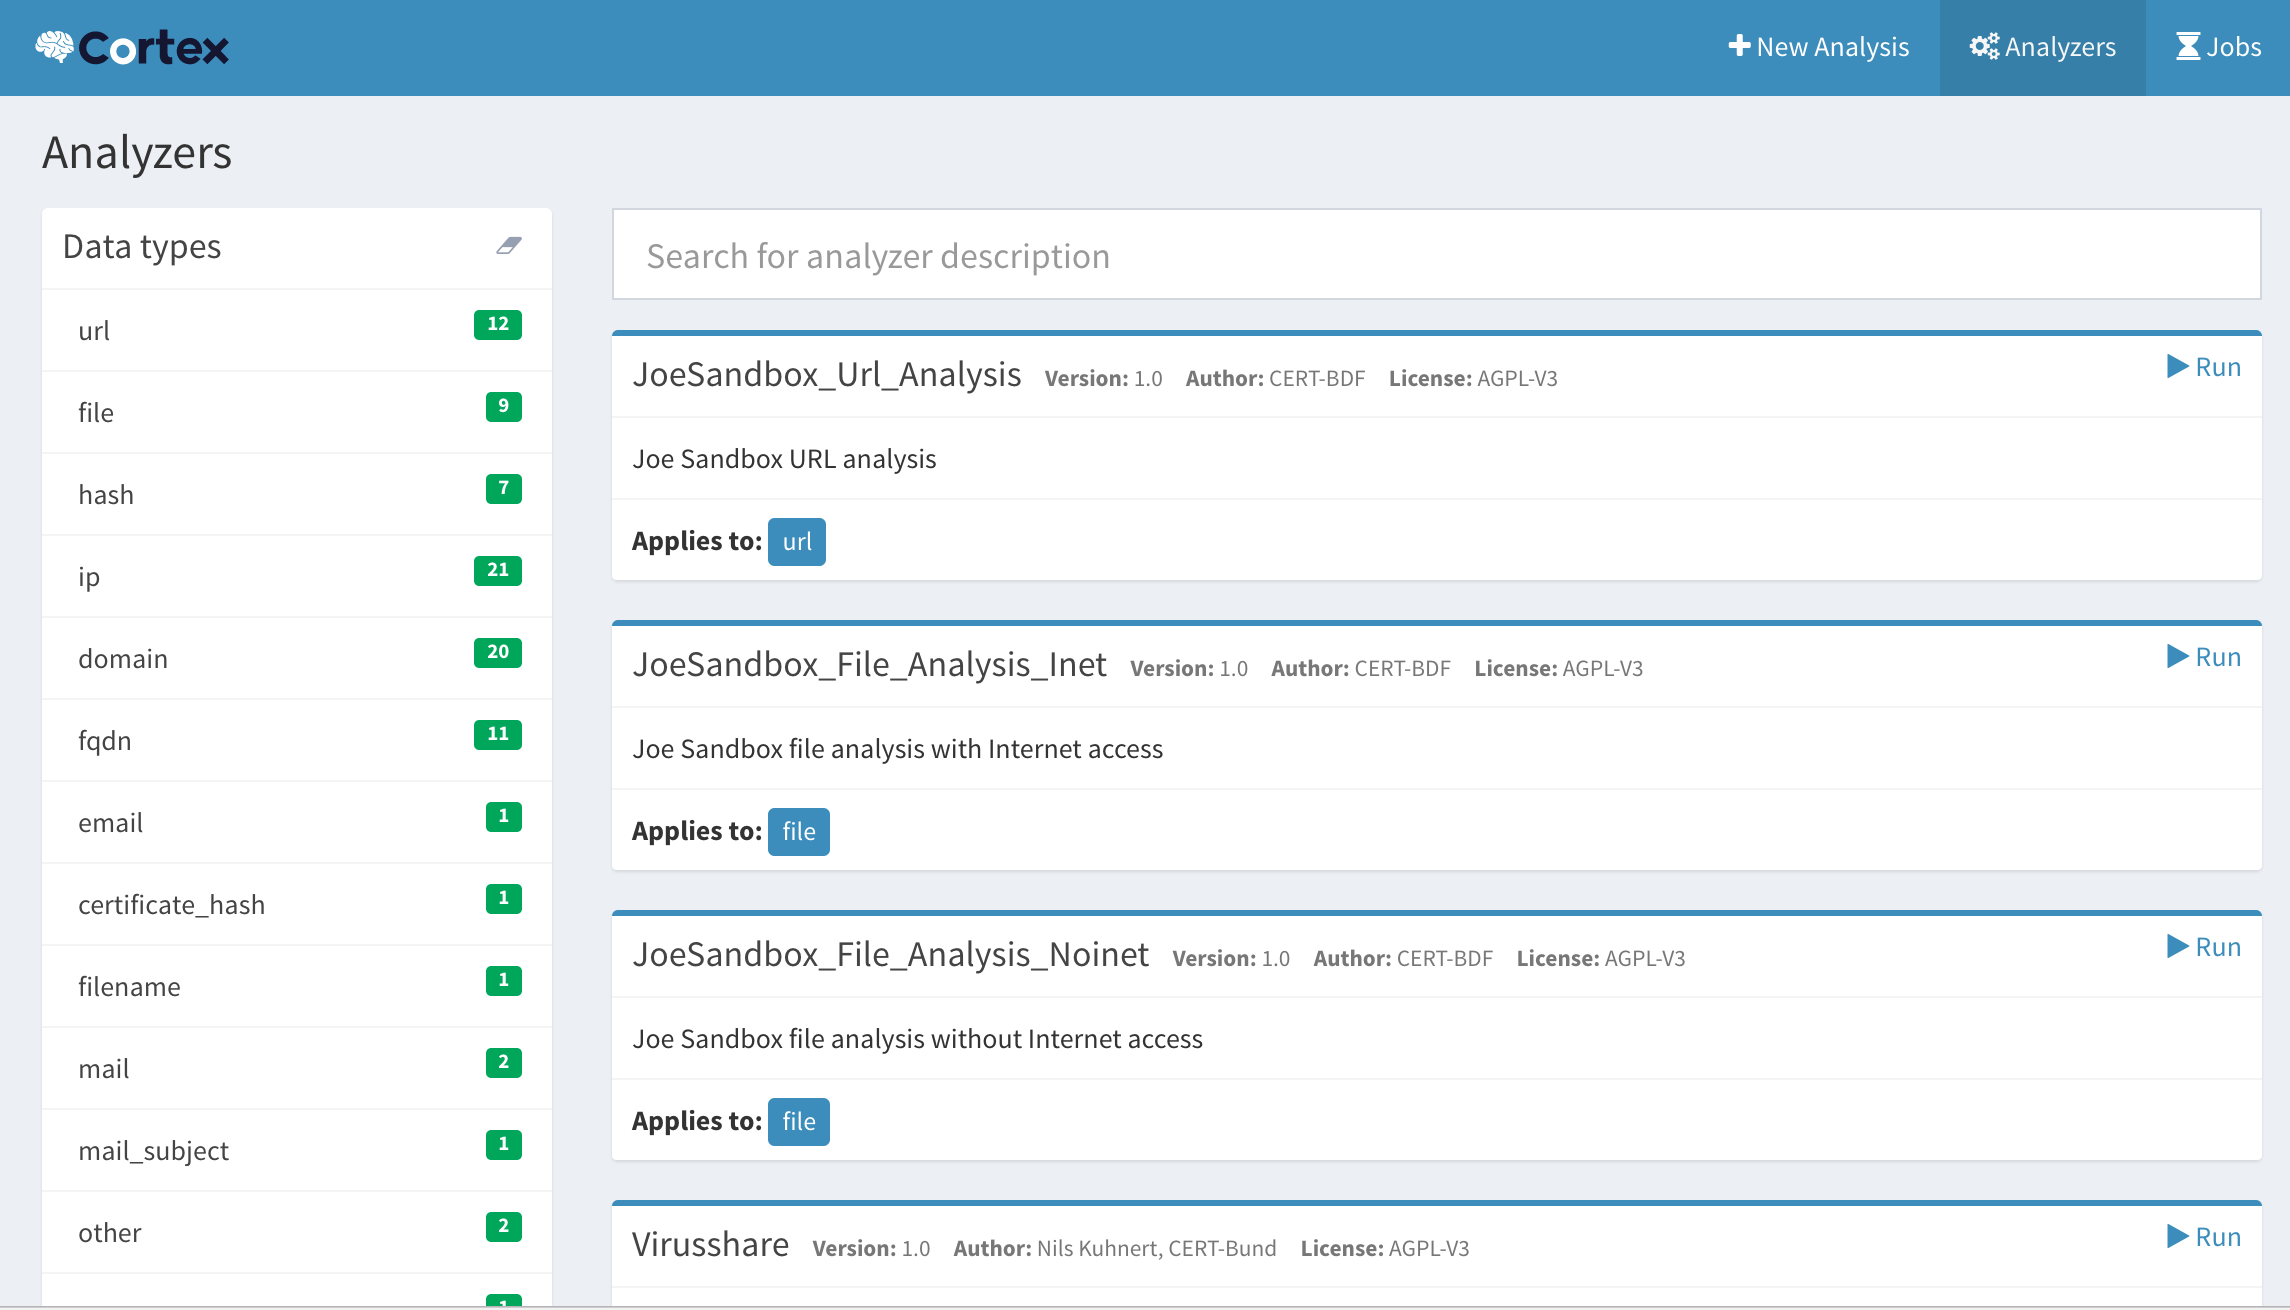 Cortex
New Analysis
Analyzers
Jobs
Analyzers
Data types
url 12
file 9
hash 7
ip 21
domain 20
fqdn 11
email 1
certificate_hash 1
filename 1
mail 2
mail_subject 1
other 2
1
Search for analyzer description
JoeSandbox_Url_Analysis Version: 1.0 Author: CERT-BDF License: AGPL-V3 Run
Joe Sandbox URL analysis
Applies to: url
JoeSandbox_File_Analysis_Inet Version: 1.0 Author: CERT-BDF License: AGPL-V3 Run
Joe Sandbox file analysis with Internet access
Applies to: file
JoeSandbox_File_Analysis_Noinet Version: 1.0 Author: CERT-BDF License: AGPL-V3 Run
Joe Sandbox file analysis without Internet access
Applies to: file
Virusshare Version: 1.0 Author: Nils Kuhnert, CERT-Bund License: AGPL-V3 Run